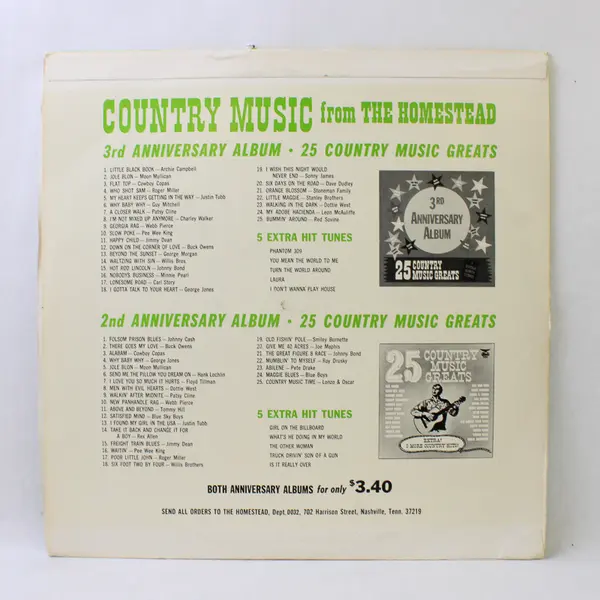 COUNTRY MUSIC from THE HOMESTEAD
3rd ANNIVERSARY ALBUM • 25 COUNTRY MUSIC GREATS
1. LITTLE BLACK BOOK — Archie Campbell
2. JOLE BLON — Moon Mullican
3. FLAT TOP — Cowboy Copas
4. WHO SHOT SAM — Roger Miller
5. MY HEART KEEPS GETTING IN THE WAY — Justin Tubb
6. WHY BABY WHY — Guy Mitchell
7. A CLOSER WALK — Patsy Cline
8. I'M NOT MIXED UP ANYMORE — Charley Walker
9. GEORGIA RAG — Webb Pierce
10. SLOW POKE — Pee Wee King
11. HAPPY CHILD — Jimmy Dean
12. DOWN ON THE CORNER OF LOVE — Buck Owens
13. BEYOND THE SUNSET — George Morgan
14. WALTZING WITH SIN — Willis Bros.
15. HOT ROD LINCOLN — Johnny Bond
16. NOBODYS BUSINESS — Minnie Pearl
17. LONESOME ROAD — Carl Story
18. I GOTTA TALK TO YOUR HEART — George Jones
19. I WISH THIS NIGHT WOULD
NEVER END — Sonny James
20. SIX DAYS ON THE ROAD — Dave Dudley
21. ORANGE BLOSSOM — Stoneman Family
22. LITTLE MAGGIE — Stanley Brothers
23. WALKING IN THE DARK — Dottie West
24. MY ADOBE HACIENDA — Leon McAuliffe
25. BUMMIN' AROUND — Red Sovine
5 EXTRA HIT TUNES
PHANTOM 309
YOU MEAN THE WORLD TO ME
TURN THE WORLD AROUND
LAURA
I DON'T WANNA PLAY HOUSE
3RD
ANNIVERSARY
ALBUM
25 COUNTRY
MUSIC GREATS
2nd ANNIVERSARY ALBUM • 25 COUNTRY MUSIC GREATS
1. FOLSOM PRISON BLUES — Johnny Cash
2. THERE GOES MY LOVE — Buck Owens
3. ALABAM — Cowboy Copas
4. WHY BABY WHY — George Jones
5. JOLE BLON — Moon Mullican
6. SEND ME THE PILLOW YOU DREAM ON — Hank Locklin
7. I LOVE YOU SO MUCH IT HURTS — Floyd Tillman
8. MEN WITH EVIL HEARTS — Dottie West
9. WALKIN' AFTER MIDNITE — Patsy Cline
10. NEW PANHANDLE RAG — Webb Pierce
11. ABOVE AND BEYOND — Tommy Hill
12. SATISFIED MIND — Blue Sky Boys
13. I FOUND MY GIRL IN THE USA — Justin Tubb
14. TAKE IT BACK AND CHANGE IT FOR
A BOY — Rex Allen
15. FREIGHT TRAIN BLUES — Jimmy Dean
16. WAITIN' — Pee Wee King
17. POOR LITTLE JOHN — Roger Miller
18. SIX FOOT TWO BY FOUR — Willis Brothers
19. OLD FISHIN' POLE — Smiley Burnette
20. GIVE ME 40 ACRES — Joe Maphis
21. THE GREAT FIGURE 8 RACE — Johnny Bond
22. MUMBLIN' TO MYSELF — Roy Drusky
23. ABILENE — Pete Drake
24. MAGGIE BLUES — Blue Boys
25. COUNTRY MUSIC TIME — Lonzo & Oscar
5 EXTRA HIT TUNES
GIRL ON THE BILLBOARD
WHAT'S HE DOING IN MY WORLD
THE OTHER WOMAN
TRUCK DRIVIN' SON OF A GUN
IS IT REALLY OVER
25 COUNTRY
MUSIC
GREATS
EXTRA!
5 MORE COUNTRY HITS!
BOTH ANNIVERSARY ALBUMS for only $3.40
SEND ALL ORDERS TO THE HOMESTEAD, Dept. 0032, 702 Harrison Street, Nashville, Tenn. 37219